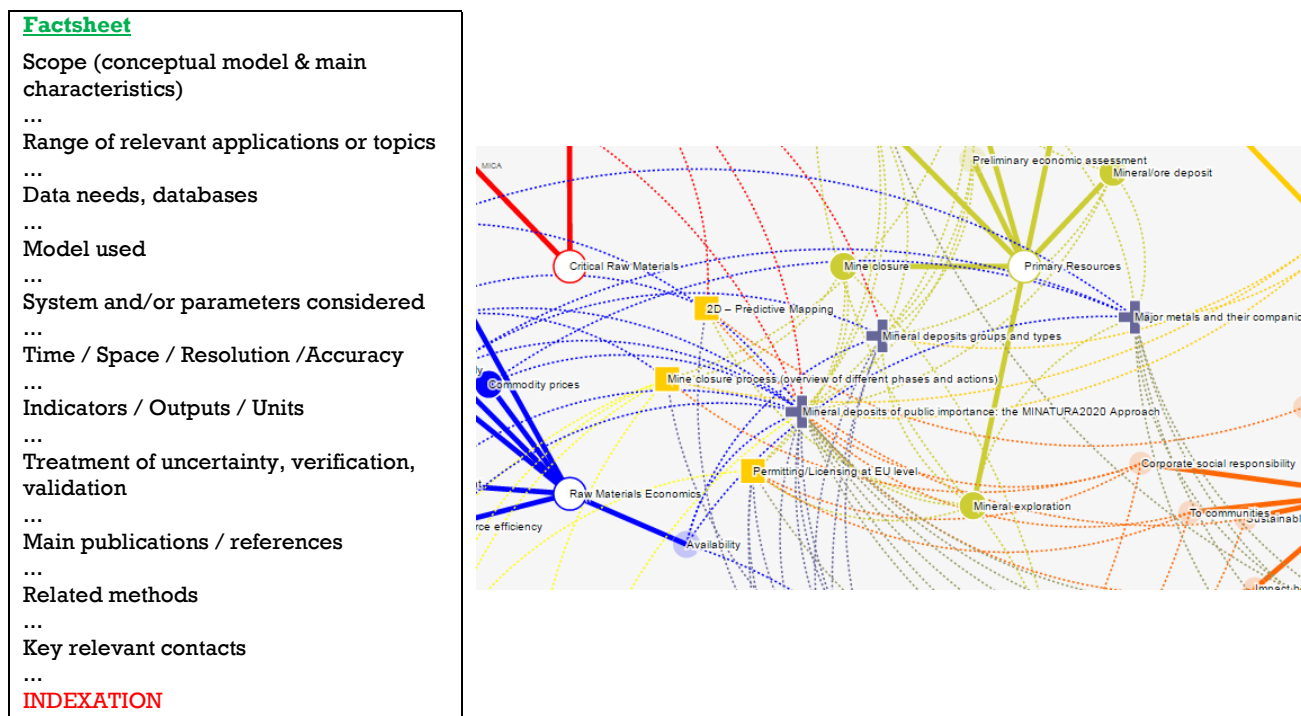 Factsheet
Scope (conceptual model & main
characteristics)
...
Range of relevant applications or topics
...
Data needs, databases
...
Model used
...
System and/or parameters considered
...
Time / Space / Resolution /Accuracy
...
Indicators / Outputs / Units
...
Treatment of uncertainty, verification,
validation
...
Main publications / references
...
Related methods
...
Key relevant contacts
...
INDEXATION
MICA
Preliminary economic assessment
Mineral/ore deposit
Critical Raw Materials
Mine closure
Primary Resources
2D – Predictive Mapping
Major metals and their companio
Mineral deposits groups and types
Commodity prices
Mine closure process (overview of different phases and actions)
Mineral deposits of public importance: the MINATURA2020 Approach
Permitting/Licensing at EU level
Corporate social responsibility
Raw Materials Economics
Mineral exploration
To communities
Sustainabl
rce efficiency
Availability